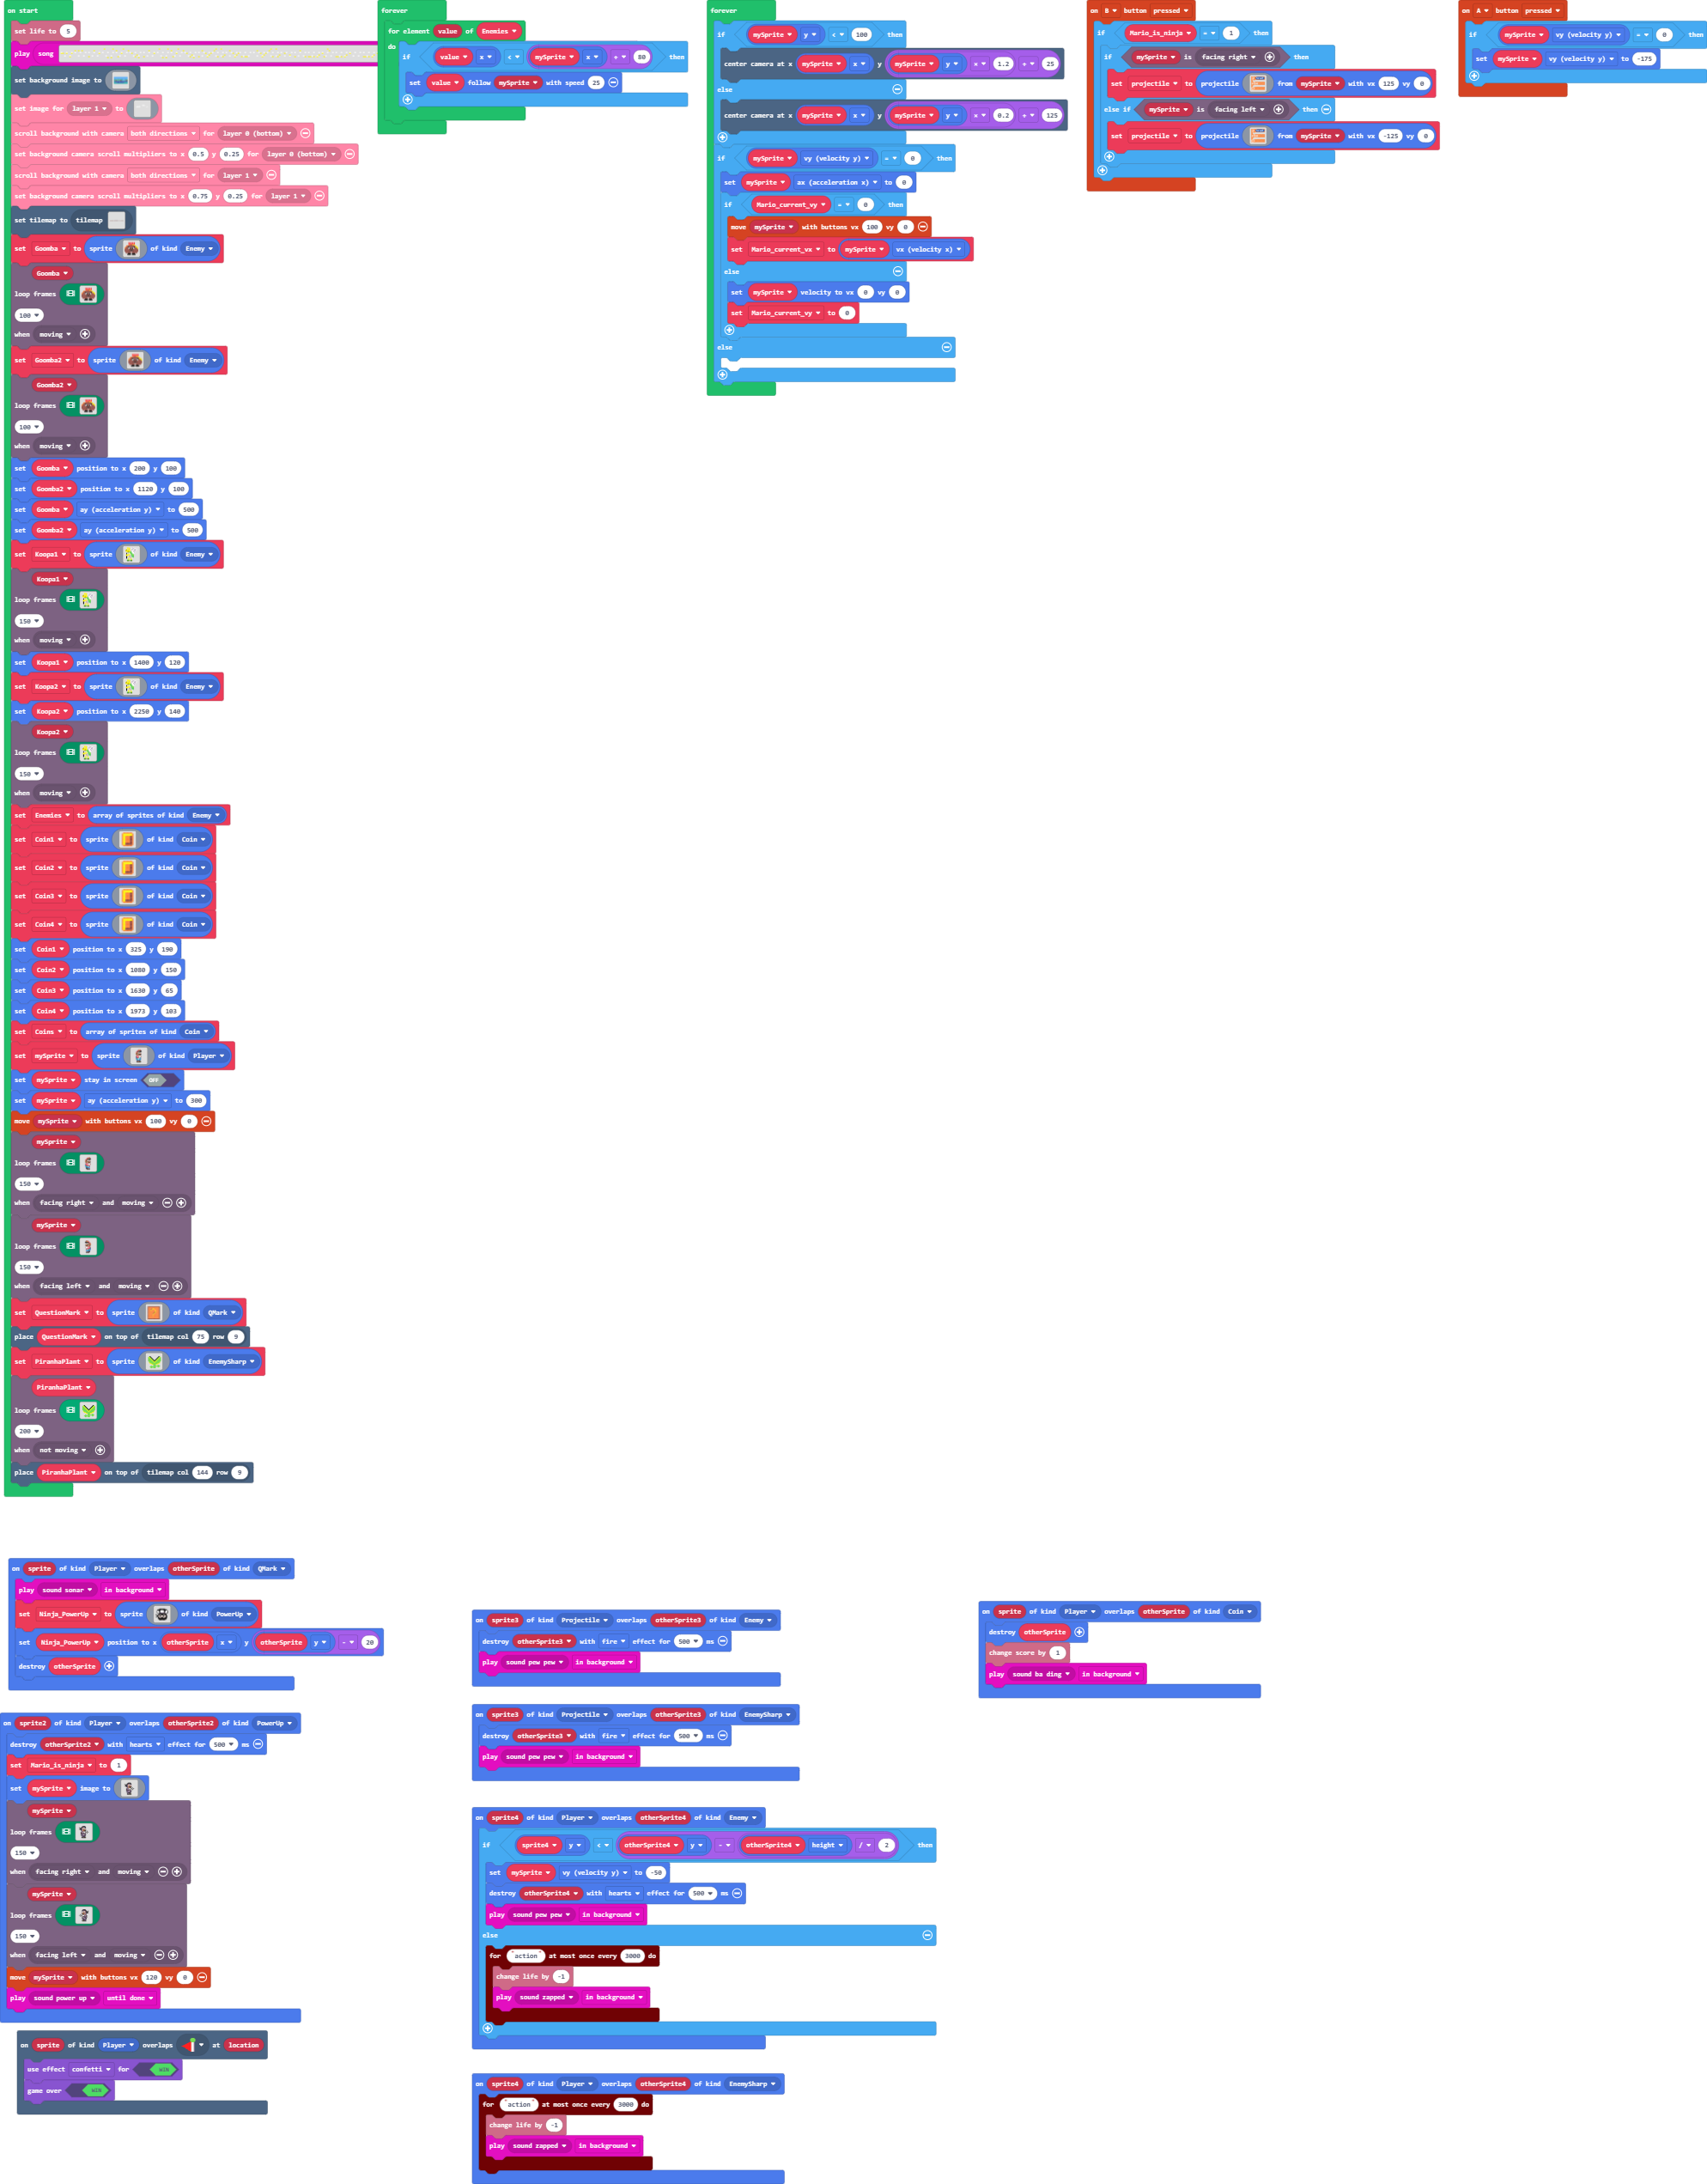 on start
set life to 5
play song
set background image to
set image for layer 1 to
scroll background with camera both directions for layer 0 (bottom)
set background camera scroll multipliers to x 0.5 y 0.25 for layer 0 (bottom)
scroll background with camera both directions for layer 1
set background camera scroll multipliers to x 0.75 y 0.25 for layer 1
set tilemap to tilemap
set Goomba to sprite of kind Enemy
Goomba
loop frames
100
when moving
set Goomba2 to sprite of kind Enemy
Goomba2
loop frames
100
when moving
set Goomba position to x 200 y 100
set Goomba2 position to x 1120 y 100
set Goomba ay (acceleration y) to 500
set Goomba2 ay (acceleration y) to 500
set Koopa1 to sprite of kind Enemy
Koopa1
loop frames
150
when moving
set Koopa1 position to x 1400 y 120
set Koopa2 to sprite of kind Enemy
set Koopa2 position to x 2250 y 140
Koopa2
loop frames
150
when moving
set Enemies to array of sprites of kind Enemy
set Coin1 to sprite of kind Coin
set Coin2 to sprite of kind Coin
set Coin3 to sprite of kind Coin
set Coin4 to sprite of kind Coin
set Coin1 position to x 325 y 190
set Coin2 position to x 1080 y 150
set Coin3 position to x 1630 y 65
set Coin4 position to x 1973 y 103
set Coins to array of sprites of kind Coin
set mySprite to sprite of kind Player
set mySprite stay in screen OFF
set mySprite ay (acceleration y) to 300
move mySprite with buttons vx 100 vy 0
mySprite
loop frames
150
when facing right and moving
mySprite
loop frames
150
when facing left and moving
set QuestionMark to sprite of kind QMark
place QuestionMark on top of tilemap col 75 row 9
set PiranhaPlant to sprite of kind EnemySharp
PiranhaPlant
loop frames
200
when not moving
place PiranhaPlant on top of tilemap col 144 row 9
forever
for element value of Enemies
do
if value x < mySprite x + 80 then
set value follow mySprite with speed 25
forever
if mySprite y < 100 then
center camera at x mySprite x y mySprite y × 1.2 + 25
else
center camera at x mySprite x y mySprite y × 0.2 + 125
if mySprite vy (velocity y) = 0 then
set mySprite ax (acceleration x) to 0
if Mario_current_vy = 0 then
move mySprite with buttons vx 100 vy 0
set Mario_current_vx to mySprite vx (velocity x)
else
set mySprite velocity to vx 0 vy 0
set Mario_current_vy to 0
else
on B button pressed
if Mario_is_ninja = 1 then
if mySprite is facing right then
set projectile to projectile from mySprite with vx 125 vy 0
else if mySprite is facing left then
set projectile to projectile from mySprite with vx -125 vy 0
on A button pressed
if mySprite vy (velocity y) = 0 then
set mySprite vy (velocity y) to -175
on sprite of kind Player overlaps otherSprite of kind QMark
play sound sonar in background
set Ninja_PowerUp to sprite of kind PowerUp
set Ninja_PowerUp position to x otherSprite x y otherSprite y - 20
destroy otherSprite
on sprite2 of kind Player overlaps otherSprite2 of kind PowerUp
destroy otherSprite2 with hearts effect for 500 ms
set Mario_is_ninja to 1
set mySprite image to
mySprite
loop frames
150
when facing right and moving
mySprite
loop frames
150
when facing left and moving
move mySprite with buttons vx 120 vy 0
play sound power up until done
on sprite of kind Player overlaps at location
use effect confetti for WIN
game over WIN
on sprite3 of kind Projectile overlaps otherSprite3 of kind Enemy
destroy otherSprite3 with fire effect for 500 ms
play sound pew pew in background
on sprite3 of kind Projectile overlaps otherSprite3 of kind EnemySharp
destroy otherSprite3 with fire effect for 500 ms
play sound pew pew in background
on sprite4 of kind Player overlaps otherSprite4 of kind Enemy
if sprite4 y < otherSprite4 y - otherSprite4 height / 2 then
set mySprite vy (velocity y) to -50
destroy otherSprite4 with hearts effect for 500 ms
play sound pew pew in background
else
for "action" at most once every 3000 do
change life by -1
play sound zapped in background
on sprite4 of kind Player overlaps otherSprite4 of kind EnemySharp
for "action" at most once every 3000 do
change life by -1
play sound zapped in background
on sprite of kind Player overlaps otherSprite of kind Coin
destroy otherSprite
change score by 1
play sound ba ding in background